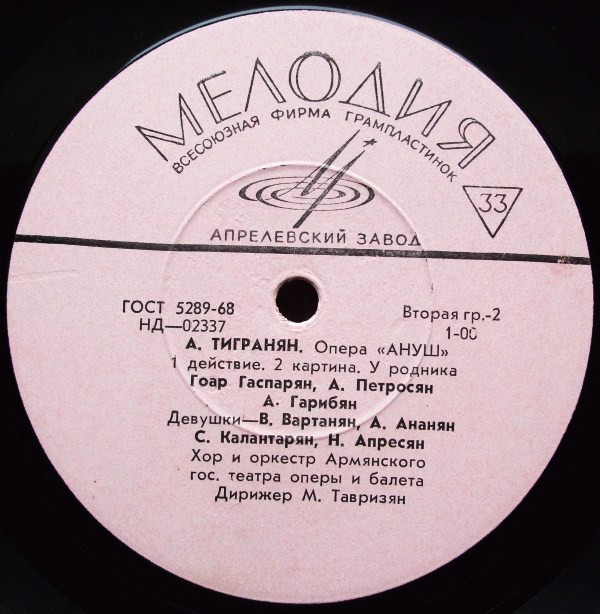 МЕЛОДИЯ
ВСЕСОЮЗНАЯ ФИРМА ГРАМПЛАСТИНОК
33
АПРЕЛЕВСКИЙ ЗАВОД
ГОСТ 5289-68
НД—02337
Вторая гр.-2
1-00
А. ТИГРАНЯН. Опера «АНУШ»
1 действие. 2 картина. У родника
Гоар Гаспарян, А. Петросян
А. Гарибян
Девушки—В. Вартанян, А. Ананян
С. Калантарян, Н. Апресян
Хор и оркестр Армянского
гос. театра оперы и балета
Дирижер М. Тавризян